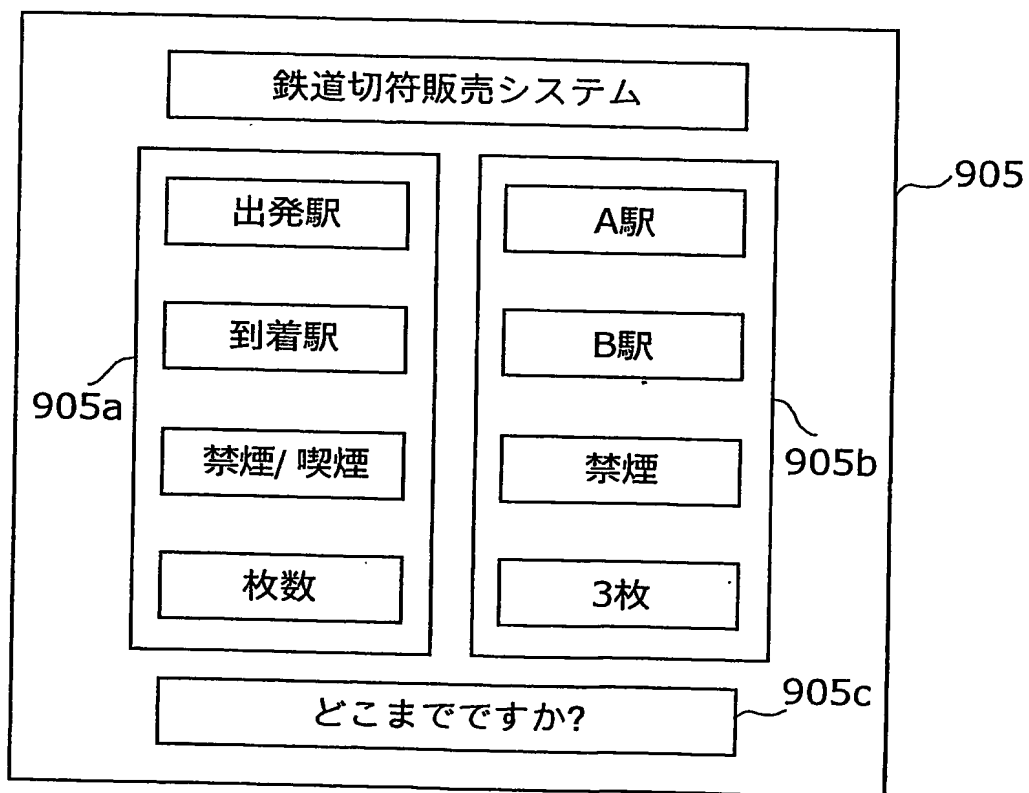 鉄道切符販売システム
905
出発駅
A駅
到着駅
B駅
905a
905b
禁煙/喫煙
禁煙
枚数
3枚
どこまでですか?
905c